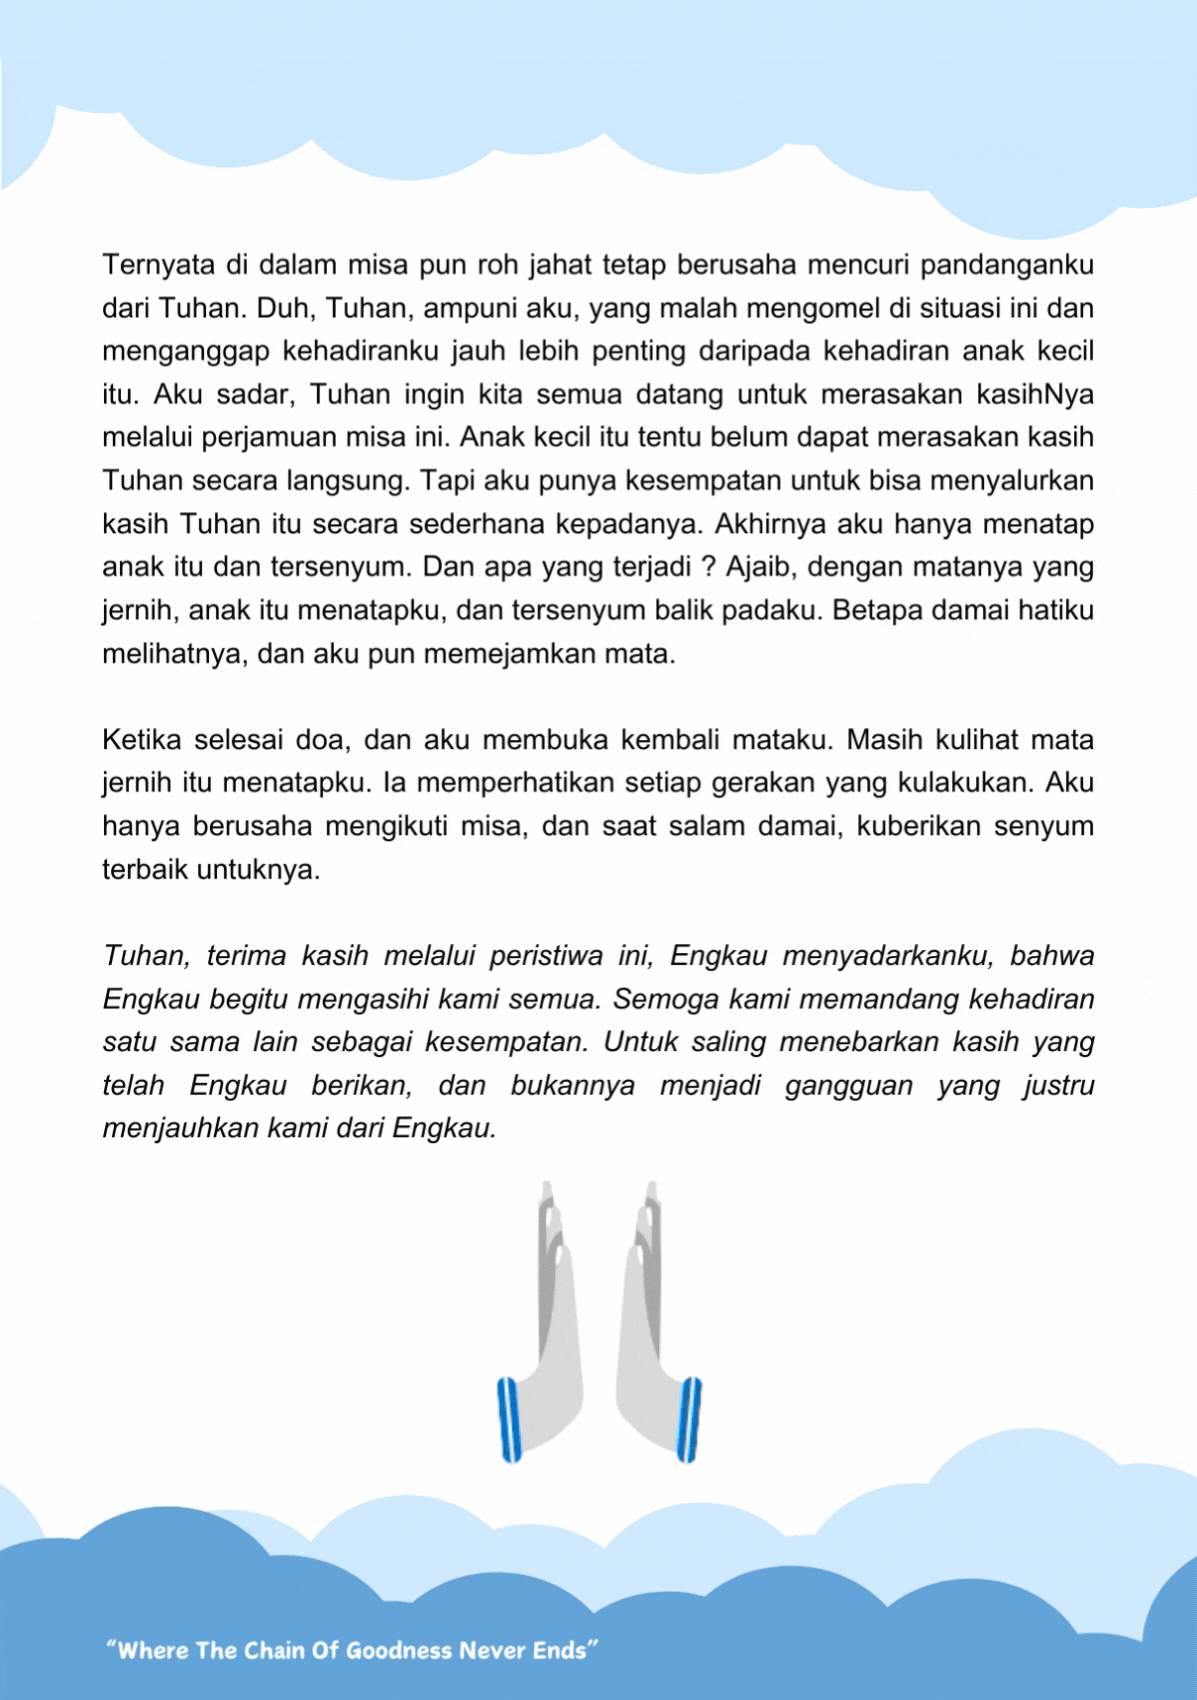 Ternyata di dalam misa pun roh jahat tetap berusaha mencuri pandanganku
dari Tuhan. Duh, Tuhan, ampuni aku, yang malah mengomel di situasi ini dan
menganggap kehadiranku jauh lebih penting daripada kehadiran anak kecil
itu. Aku sadar, Tuhan ingin kita semua datang untuk merasakan kasihNya
melalui perjamuan misa ini. Anak kecil itu tentu belum dapat merasakan kasih
Tuhan secara langsung. Tapi aku punya kesempatan untuk bisa menyalurkan
kasih Tuhan itu secara sederhana kepadanya. Akhirnya aku hanya menatap
anak itu dan tersenyum. Dan apa yang terjadi ? Ajaib, dengan matanya yang
jernih, anak itu menatapku, dan tersenyum balik padaku. Betapa damai hatiku
melihatnya, dan aku pun memejamkan mata.
Ketika selesai doa, dan aku membuka kembali mataku. Masih kulihat mata
jernih itu menatapku. Ia memperhatikan setiap gerakan yang kulakukan. Aku
hanya berusaha mengikuti misa, dan saat salam damai, kuberikan senyum
terbaik untuknya.
Tuhan, terima kasih melalui peristiwa ini, Engkau menyadarkanku, bahwa
Engkau begitu mengasihi kami semua. Semoga kami memandang kehadiran
satu sama lain sebagai kesempatan. Untuk saling menebarkan kasih yang
telah Engkau berikan, dan bukannya menjadi gangguan yang justru
menjauhkan kami dari Engkau.
“Where The Chain Of Goodness Never Ends”